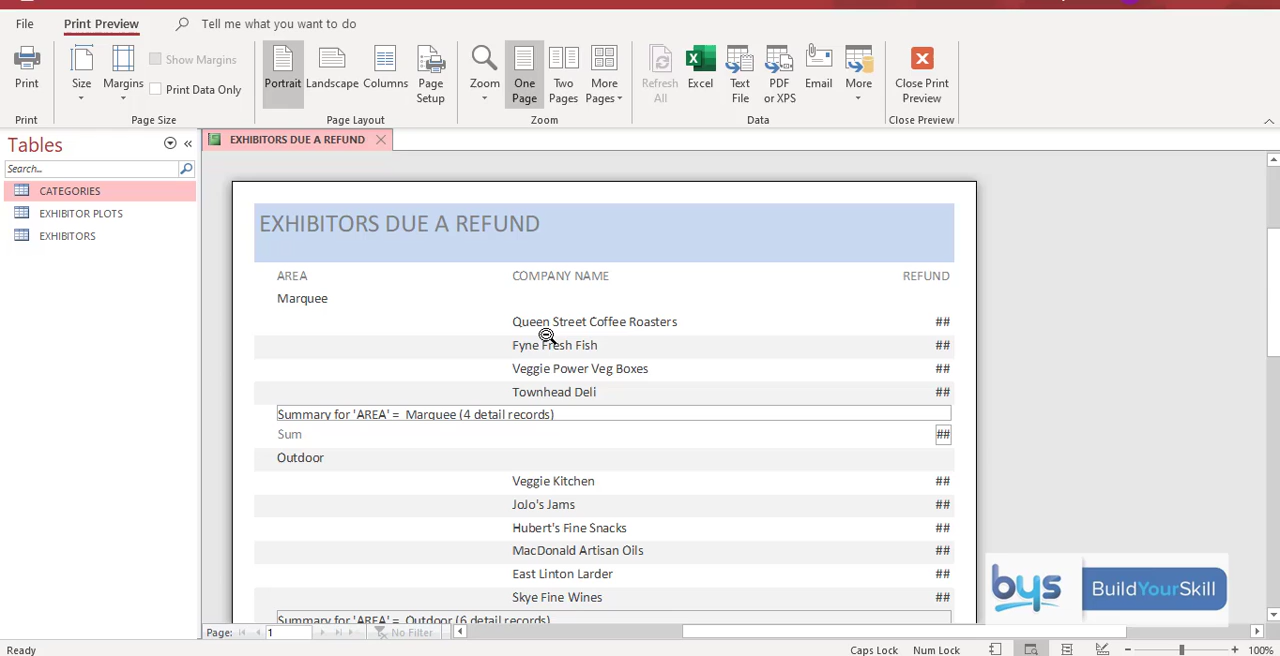 File Print Preview Tell me what you want to do
Print Size Margins Show Margins Print Data Only Portrait Landscape Columns Page Setup Zoom One Page Two Pages More Pages Refresh All Excel Text File PDF or XPS Email More Close Print Preview
Print Page Size Page Layout Zoom Data Close Preview
Tables
Search...
CATEGORIES
EXHIBITOR PLOTS
EXHIBITORS
EXHIBITORS DUE A REFUND
EXHIBITORS DUE A REFUND
AREA COMPANY NAME REFUND
Marquee
Queen Street Coffee Roasters ##
Fyne Fresh Fish ##
Veggie Power Veg Boxes ##
Townhead Deli ##
Summary for 'AREA' = Marquee (4 detail records)
Sum ##
Outdoor
Veggie Kitchen ##
JoJo's Jams ##
Hubert's Fine Snacks ##
MacDonald Artisan Oils ##
East Linton Larder ##
Skye Fine Wines ##
Summary for 'AREA' = Outdoor (6 detail records)
bys BuildYourSkill
Page: 1 No Filter
Ready Caps Lock Num Lock 100%